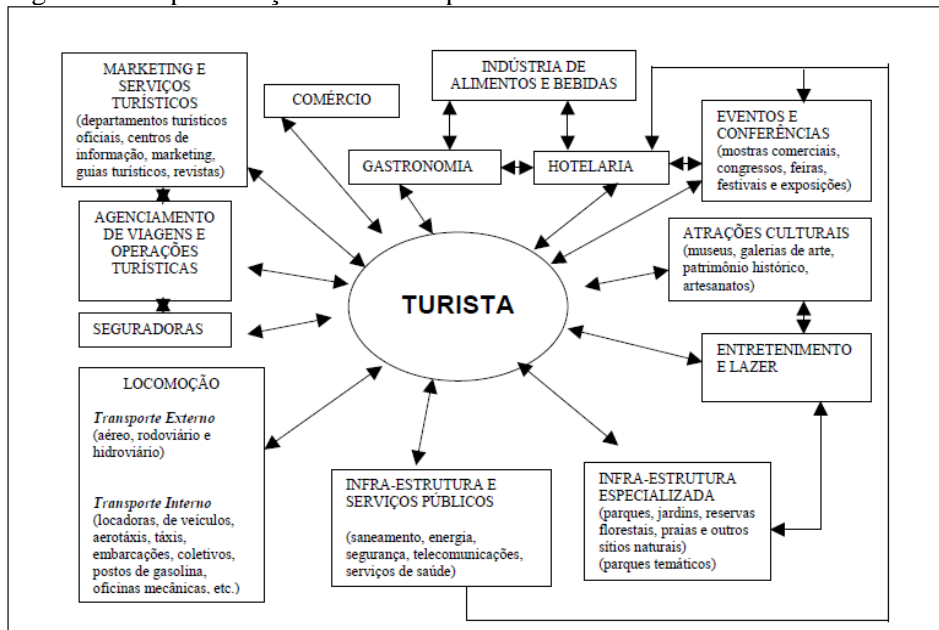 MARKETING E
SERVIÇOS
TURÍSTICOS
(departamentos turísticos
oficiais, centros de
informação, marketing,
guias turísticos, revistas)
COMÉRCIO
INDÚSTRIA DE
ALIMENTOS E BEBIDAS
GASTRONOMIA
HOTELARIA
EVENTOS E
CONFERÊNCIAS
(mostras comerciais,
congressos, feiras,
festivais e exposições)
AGENCIAMENTO
DE VIAGENS E
OPERAÇÕES
TURÍSTICAS
ATRAÇÕES CULTURAIS
(museus, galerias de arte,
patrimônio histórico,
artesanatos)
TURISTA
SEGURADORAS
ENTRETENIMENTO
E LAZER
LOCOMOÇÃO
Transporte Externo
(aéreo, rodoviário e
hidroviário)
Transporte Interno
(locadoras, de veículos,
aerotáxis, táxis,
embarcações, coletivos,
postos de gasolina,
oficinas mecânicas, etc.)
INFRA-ESTRUTURA E
SERVIÇOS PÚBLICOS
(saneamento, energia,
segurança, telecomunicações,
serviços de saúde)
INFRA-ESTRUTURA
ESPECIALIZADA
(parques, jardins, reservas
florestais, praias e outros
sítios naturais)
(parques temáticos)